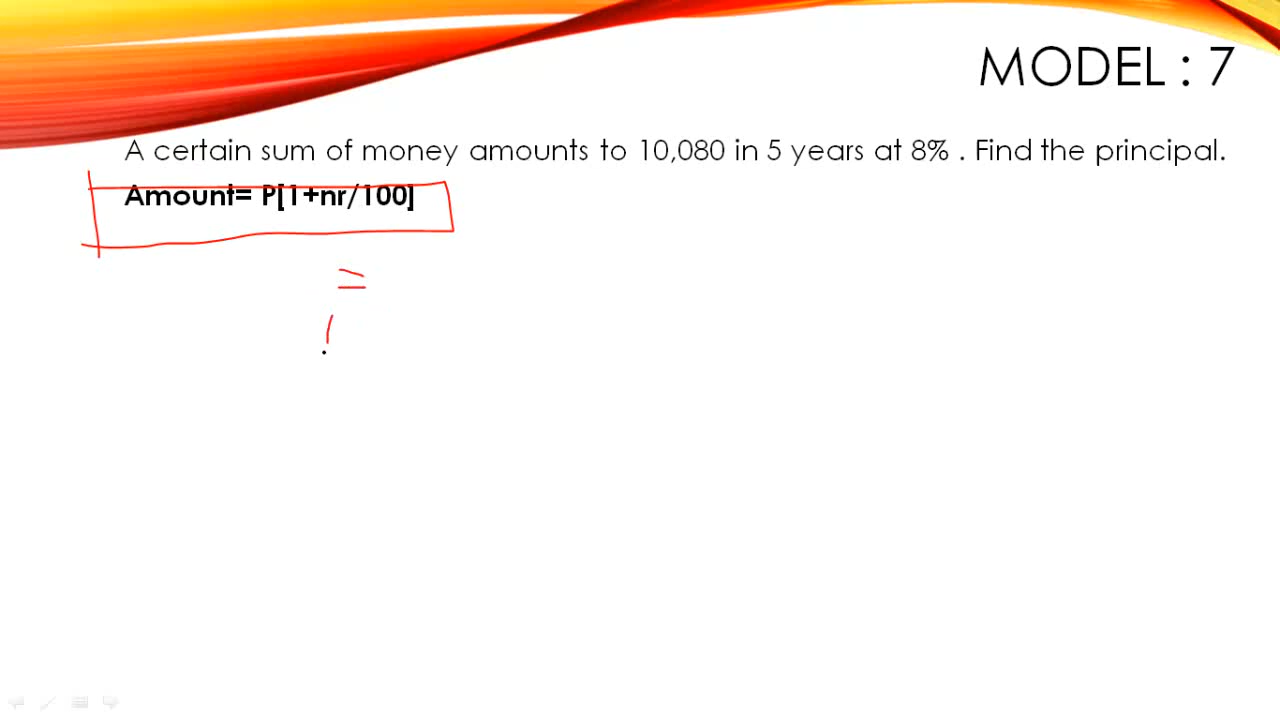 MODEL : 7
A certain sum of money amounts to 10,080 in 5 years at 8% . Find the principal.
Amount= P[1+nr/100]
=